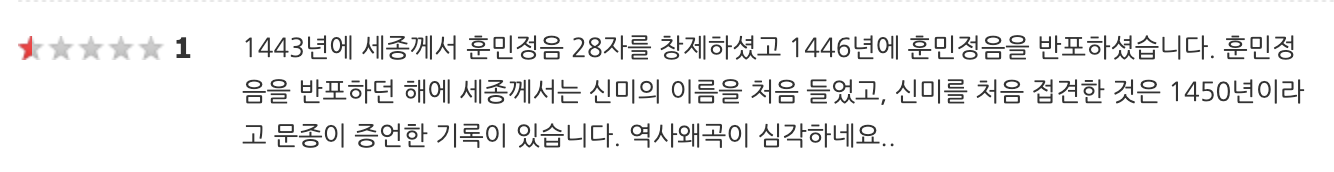 1 1443년에 세종께서 훈민정음 28자를 창제하셨고 1446년에 훈민정음을 반포하셨습니다. 훈민정
음을 반포하던 해에 세종께서는 신미의 이름을 처음 들었고, 신미를 처음 접견한 것은 1450년이라
고 문종이 증언한 기록이 있습니다. 역사왜곡이 심각하네요..